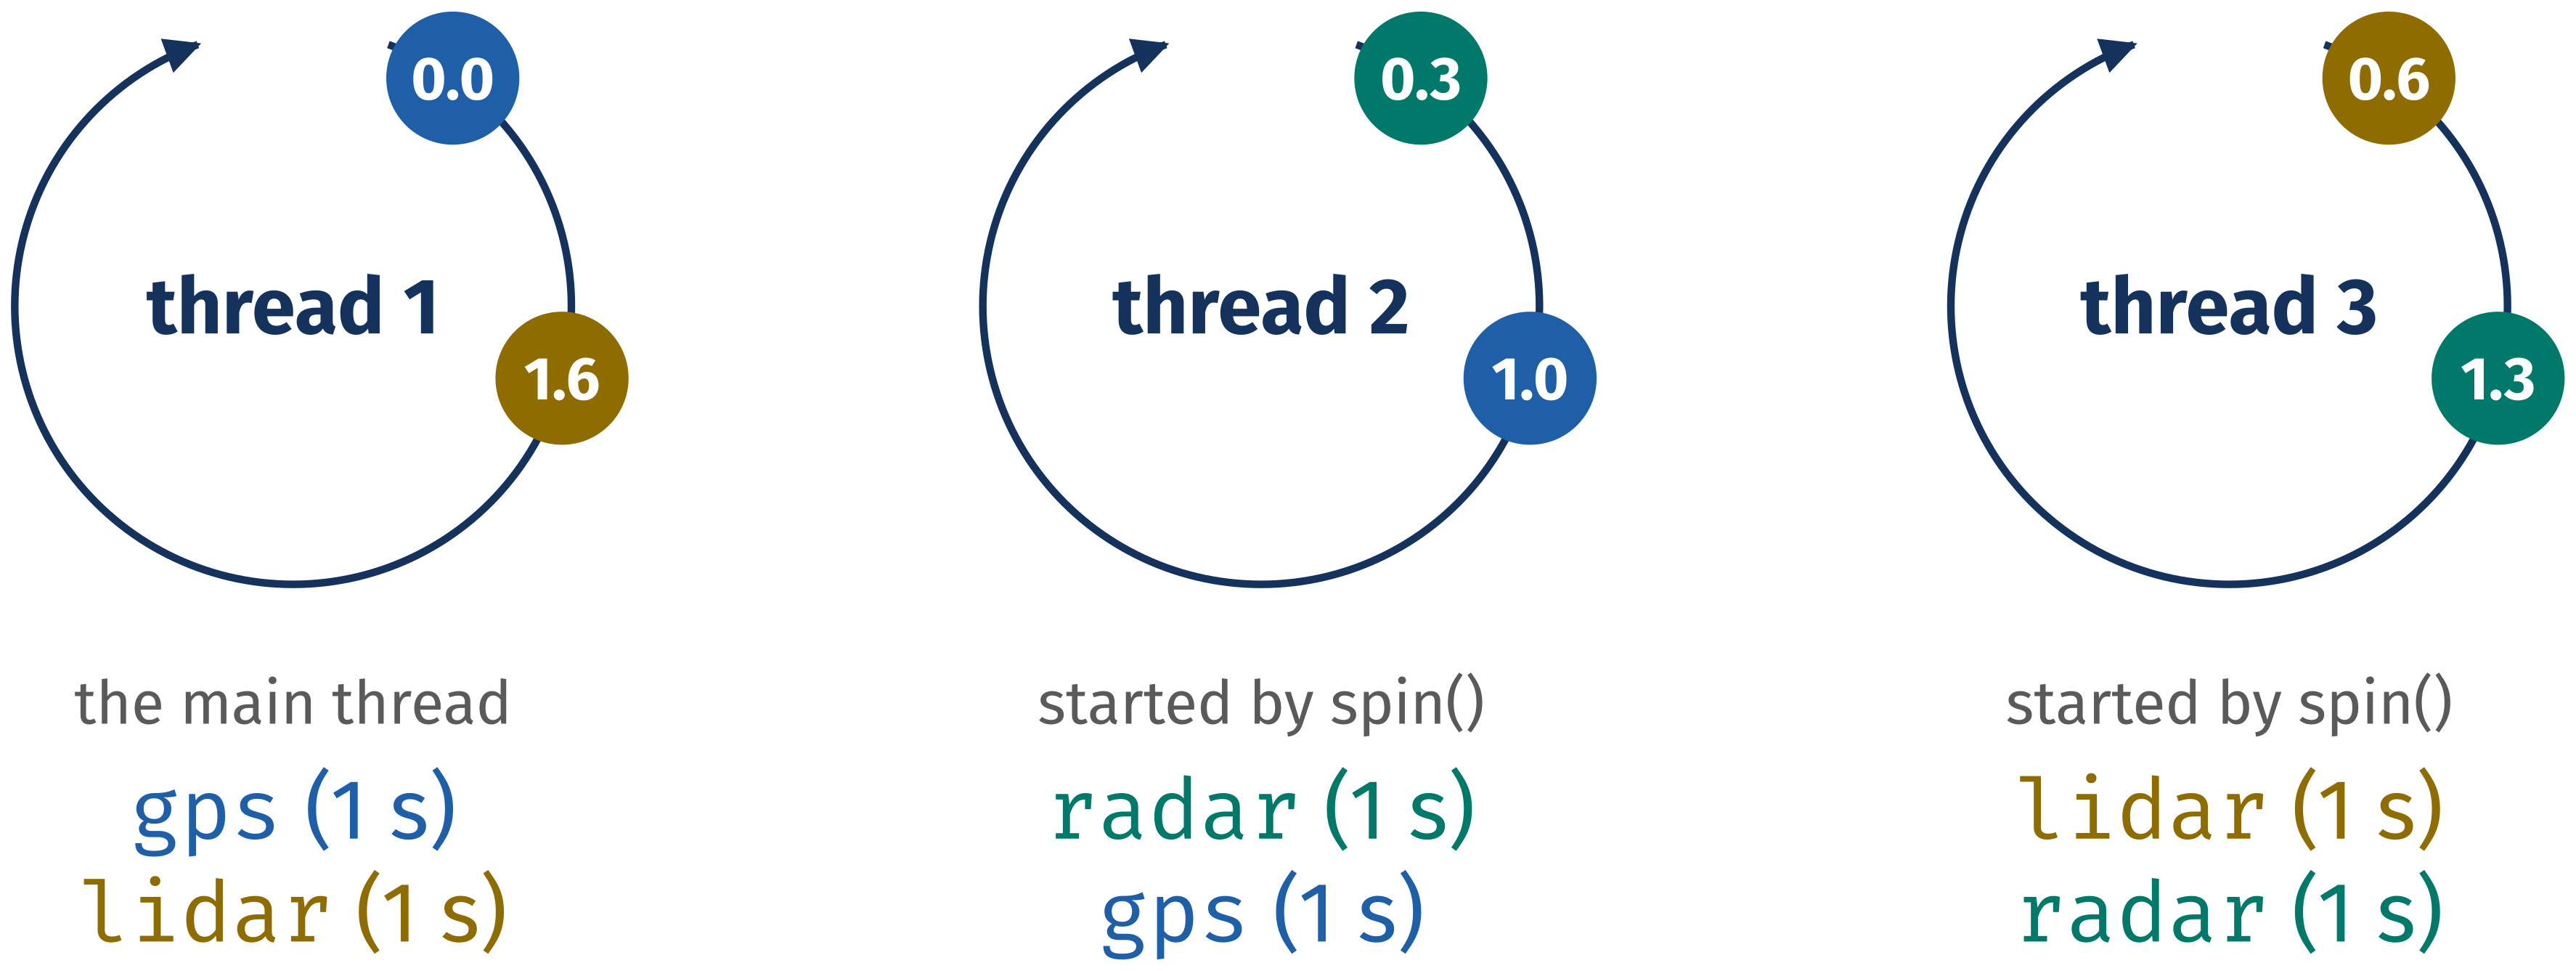 0.0
thread 1
1.6
the main thread
gps (1 s)
lidar (1 s)
0.3
thread 2
1.0
started by spin()
radar (1 s)
gps (1 s)
0.6
thread 3
1.3
started by spin()
lidar (1 s)
radar (1 s)